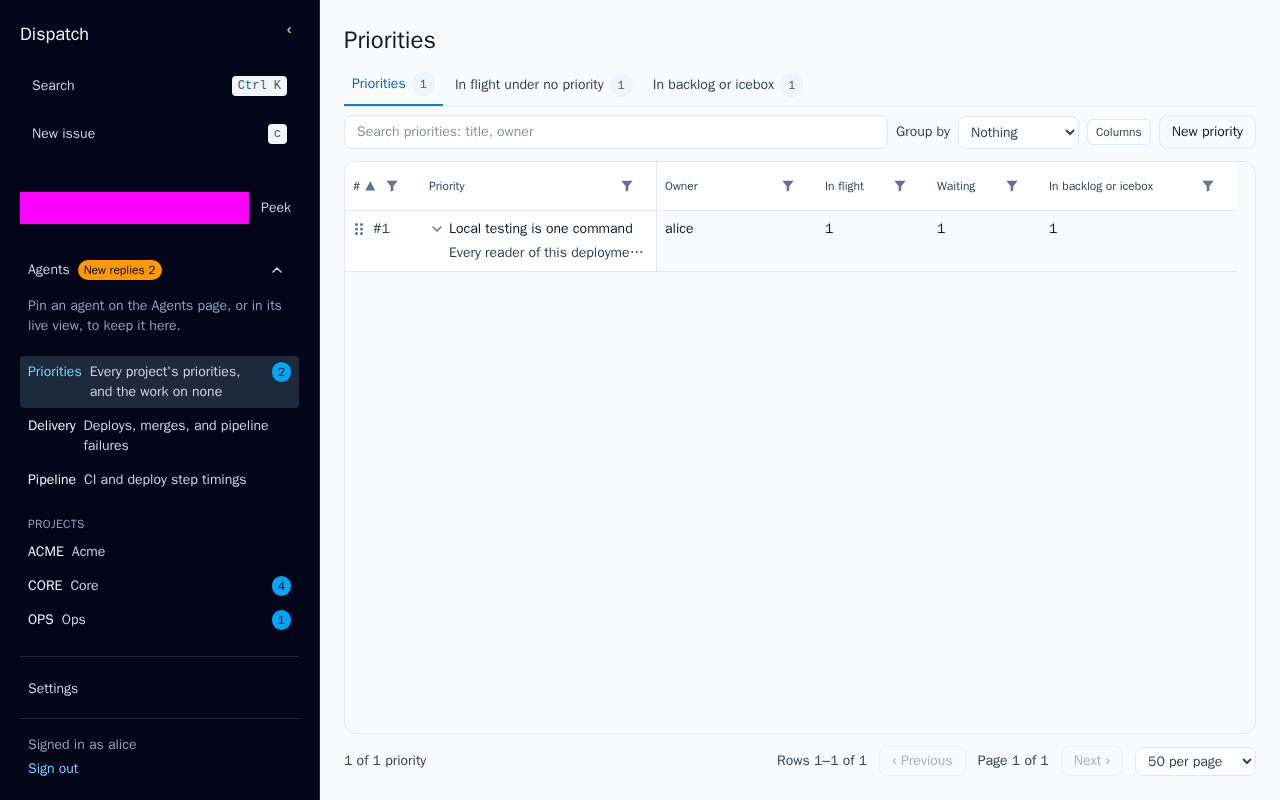 Dispatch
‹
Search
Ctrl K
New issue
C
Peek
Agents
New replies 2
Pin an agent on the Agents page, or in its
live view, to keep it here.
Priorities
Every project's priorities,
and the work on none
2
Delivery
Deploys, merges, and pipeline
failures
Pipeline
CI and deploy step timings
PROJECTS
ACME Acme
CORE Core
4
OPS Ops
1
Settings
Signed in as alice
Sign out
Priorities
Priorities 1
In flight under no priority 1
In backlog or icebox 1
Search priorities: title, owner
Group by
Nothing
Columns
New priority
# ▲
Priority
Owner
In flight
Waiting
In backlog or icebox
#1
Local testing is one command
Every reader of this deployme…
alice
1
1
1
1 of 1 priority
Rows 1–1 of 1
‹ Previous
Page 1 of 1
Next ›
50 per page